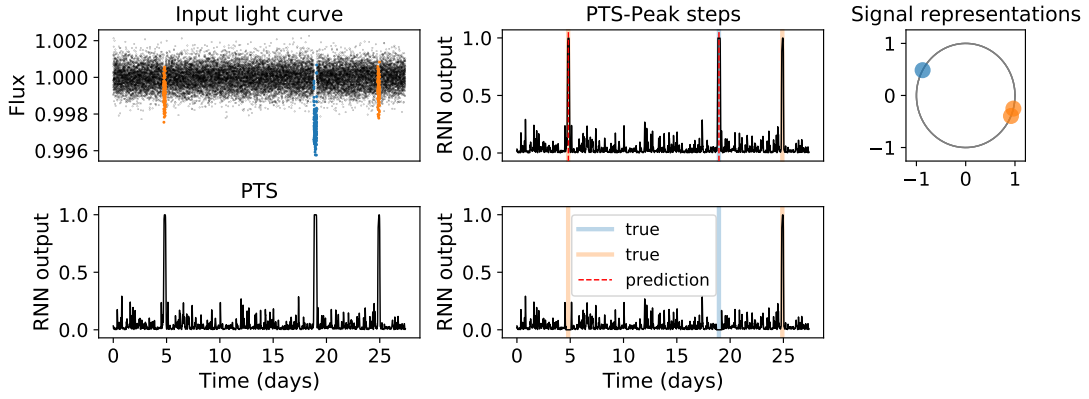 Input light curve
Flux
1.002
1.000
0.998
0.996
PTS-Peak steps
RNN output
1.0
0.5
0.0
Signal representations
1
0
−1
−1 0 1
PTS
RNN output
1.0
0.5
0.0
0 5 10 15 20 25
Time (days)
RNN output
1.0
0.5
0.0
true
true
prediction
0 5 10 15 20 25
Time (days)